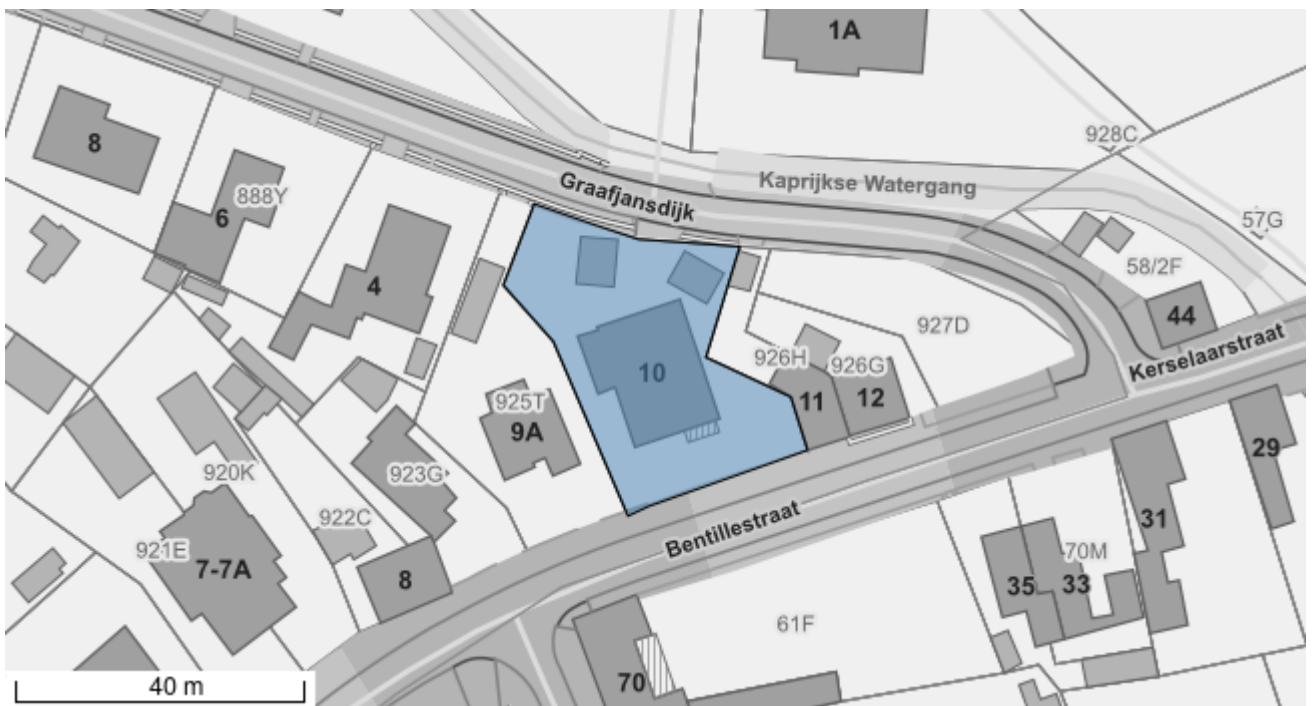 1A
928C
8
Kaprijkse Watergang
Graafjansdijk
888Y
6
57G
58/2F
4
44
927D
Kerselaarstraat
926H
926G
10
11
12
925T
9A
29
920K
923G
922C
31
Bentillestraat
921E
7-7A
8
70M
35
33
61F
70
40 m